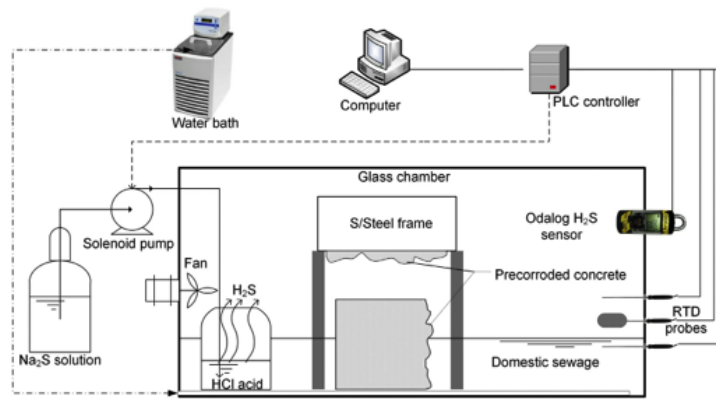 Water bath
Computer
PLC controller
Glass chamber
Solenoid pump
S/Steel frame
Odalog H₂S
sensor
Fan
H₂S
Precorroded concrete
RTD
probes
Na₂S solution
HCl acid
Domestic sewage